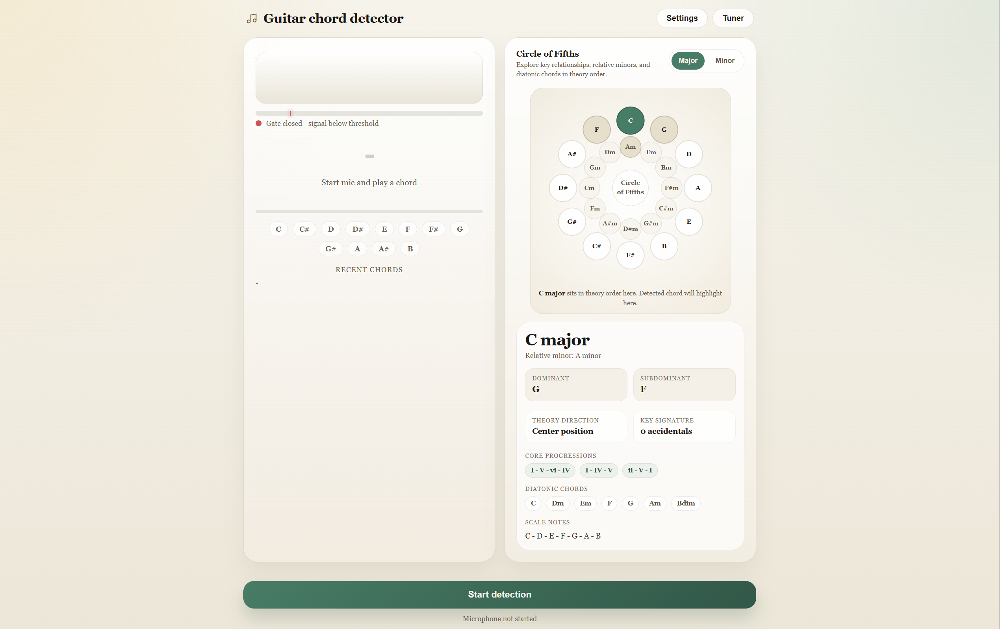 Guitar chord detector
Settings
Tuner
Gate closed - signal below threshold
-
Start mic and play a chord
C C# D D# E F F# G
G# A A# B
RECENT CHORDS
-
Circle of Fifths
Explore key relationships, relative minors, and
diatonic chords in theory order.
Major
Minor
C
G
D
A
E
B
F#
C#
G#
D#
A#
F
Am
Em
Bm
F#m
C#m
G#m
D#m
A#m
Fm
Cm
Gm
Dm
Circle
of Fifths
C major sits in theory order here. Detected chord will highlight
here.
C major
Relative minor: A minor
DOMINANT
G
SUBDOMINANT
F
THEORY DIRECTION
Center position
KEY SIGNATURE
0 accidentals
CORE PROGRESSIONS
I - V - vi - IV
I - IV - V
ii - V - I
DIATONIC CHORDS
C Dm Em F G Am Bdim
SCALE NOTES
C - D - E - F - G - A - B
Start detection
Microphone not started